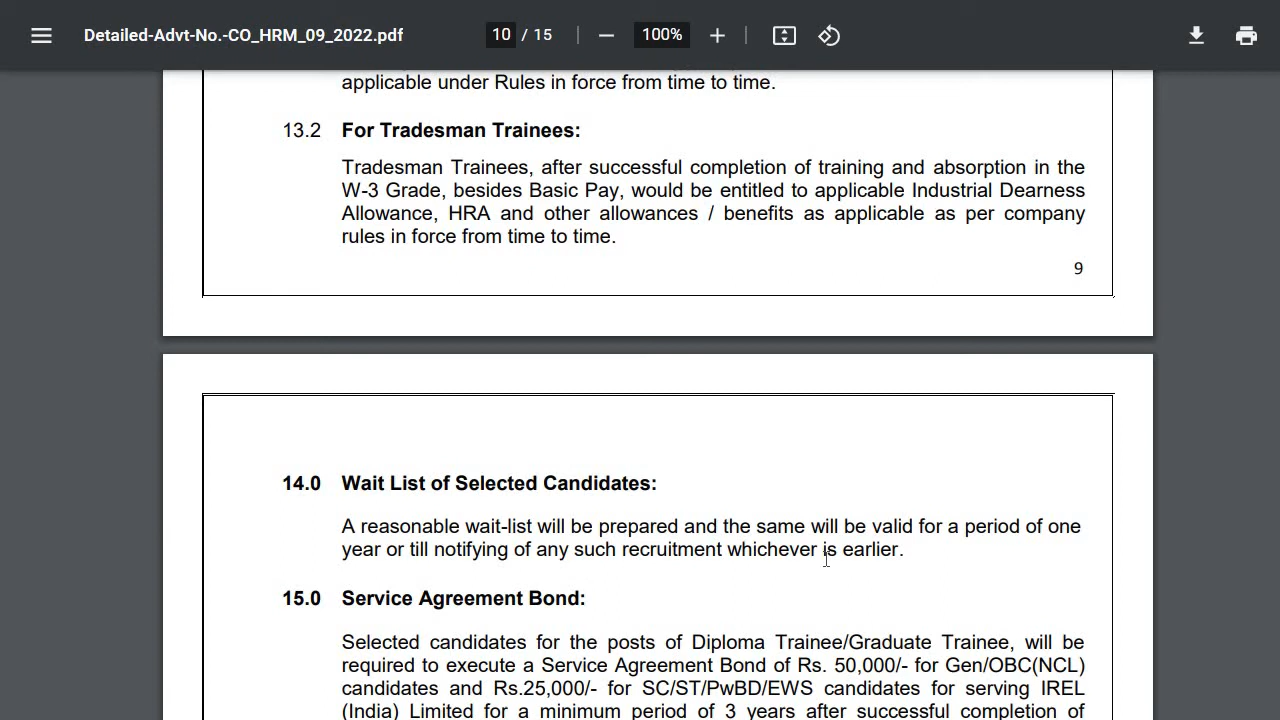 Detailed-Advt-No.-CO_HRM_09_2022.pdf
10 / 15
100%
applicable under Rules in force from time to time.
13.2 For Tradesman Trainees:
Tradesman Trainees, after successful completion of training and absorption in the
W-3 Grade, besides Basic Pay, would be entitled to applicable Industrial Dearness
Allowance, HRA and other allowances / benefits as applicable as per company
rules in force from time to time.
9
14.0 Wait List of Selected Candidates:
A reasonable wait-list will be prepared and the same will be valid for a period of one
year or till notifying of any such recruitment whichever is earlier.
15.0 Service Agreement Bond:
Selected candidates for the posts of Diploma Trainee/Graduate Trainee, will be
required to execute a Service Agreement Bond of Rs. 50,000/- for Gen/OBC(NCL)
candidates and Rs.25,000/- for SC/ST/PwBD/EWS candidates for serving IREL
(India) Limited for a minimum period of 3 years after successful completion of